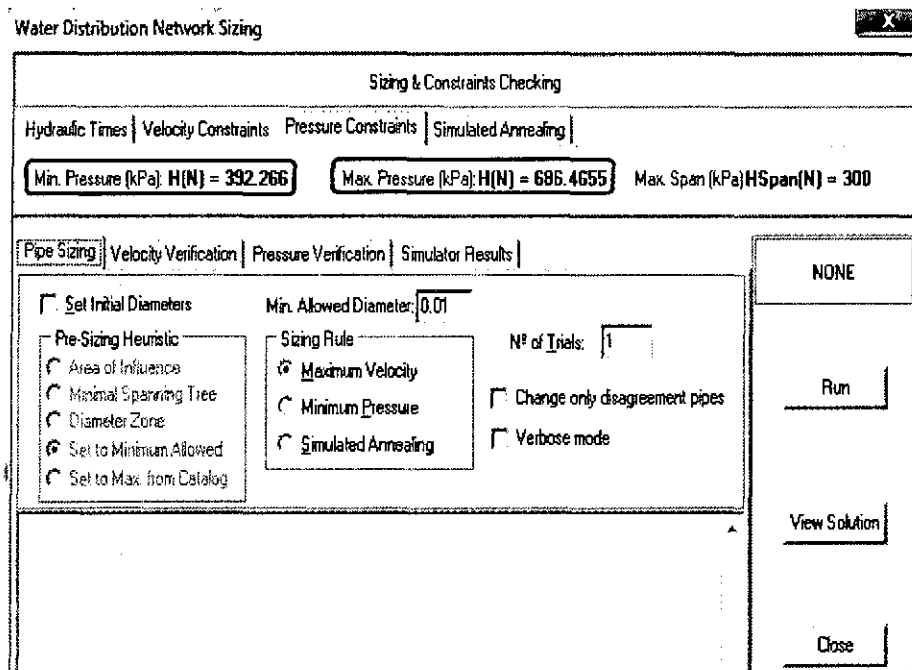 Water Distribution Network Sizing
X
Sizing & Constraints Checking
Hydraulic Times Velocity Constraints Pressure Constraints Simulated Annealing
Min. Pressure (kPa): H(N) = 392.266 Max. Pressure (kPa): H(N) = 686.4655 Max. Span (kPa) HSpan(N) = 300
Pipe Sizing Velocity Verification Pressure Verification Simulator Results
NONE
Set Initial Diameters Min. Allowed Diameter: 0.01
Pre-Sizing Heuristic Sizing Rule Nº of Trials: 1
Area of Influence Maximum Velocity
Minimal Spanning Tree Change only disagreement pipes Run
Diameter Zone Minimum Pressure
Set to Minimum Allowed Simulated Annealing Verbose mode
Set to Max. from Catalog
View Solution
Close